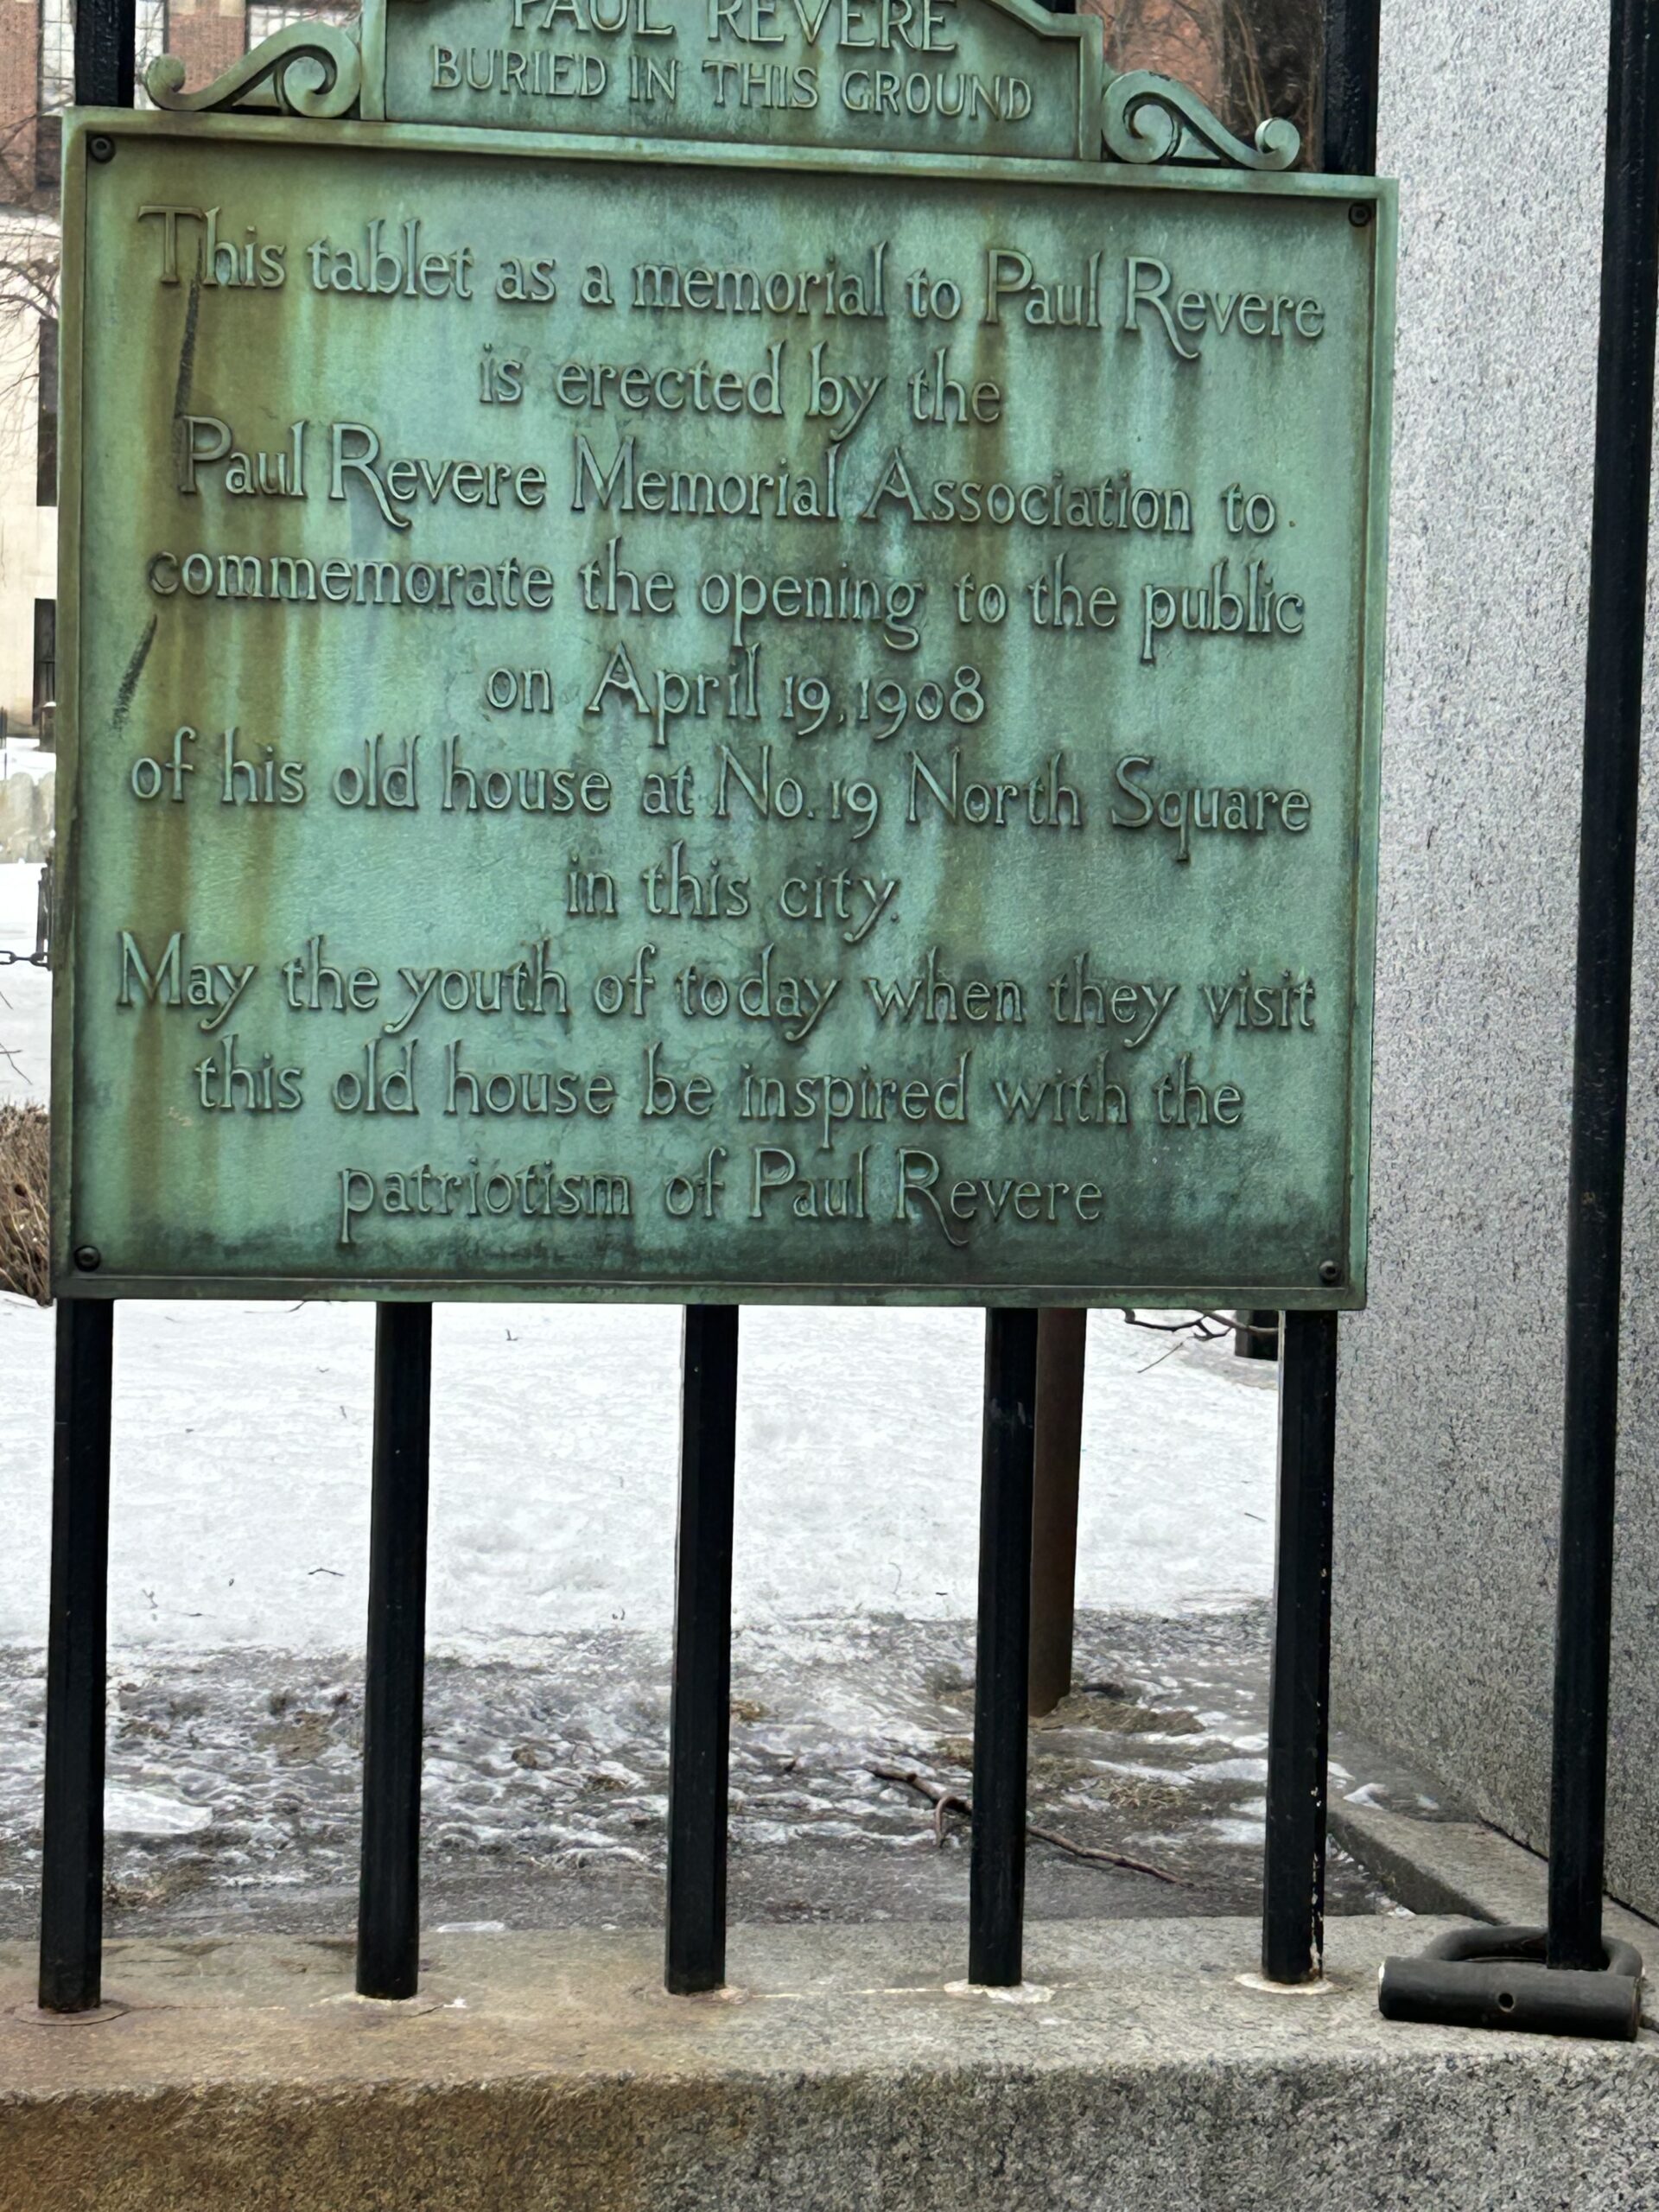 PAUL REVERE
BURIED IN THIS GROUND
This tablet as a memorial to Paul Revere
is erected by the
Paul Revere Memorial Association to
commemorate the opening to the public
on April 19, 1908
of his old house at No. 19 North Square
in this city.
May the youth of today when they visit
this old house be inspired with the
patriotism of Paul Revere